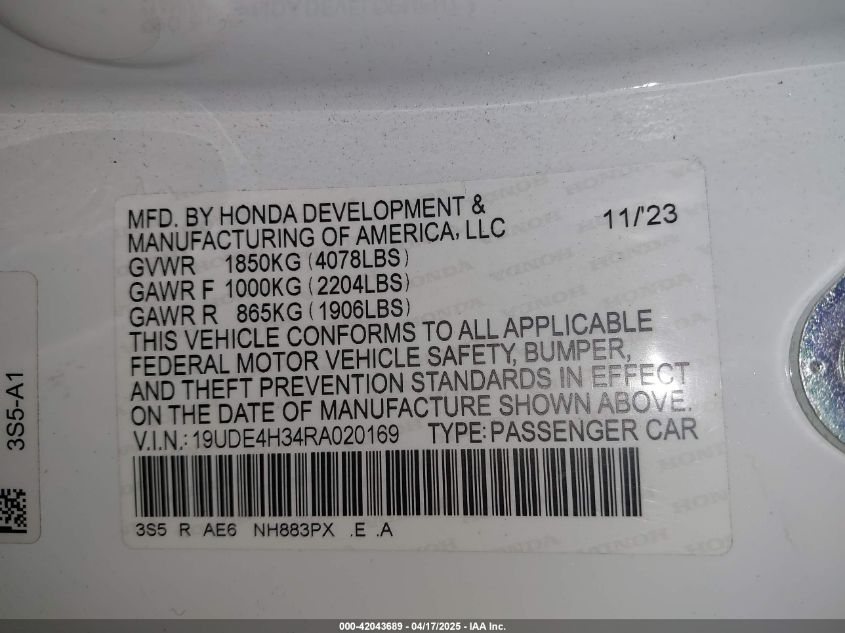 MFD. BY HONDA DEVELOPMENT &
MANUFACTURING OF AMERICA, LLC 11/'23
GVWR 1850KG (4078LBS)
GAWR F 1000KG (2204LBS)
GAWR R 865KG (1906LBS)
THIS VEHICLE CONFORMS TO ALL APPLICABLE
FEDERAL MOTOR VEHICLE SAFETY, BUMPER,
AND THEFT PREVENTION STANDARDS IN EFFECT
ON THE DATE OF MANUFACTURE SHOWN ABOVE.
V.I.N.: 19UDE4H34RA020169 TYPE: PASSENGER CAR
3S5 R AE6 NH883PX .E .A
3S5-A1
000-42043689 - 04/17/2025 - IAA Inc.